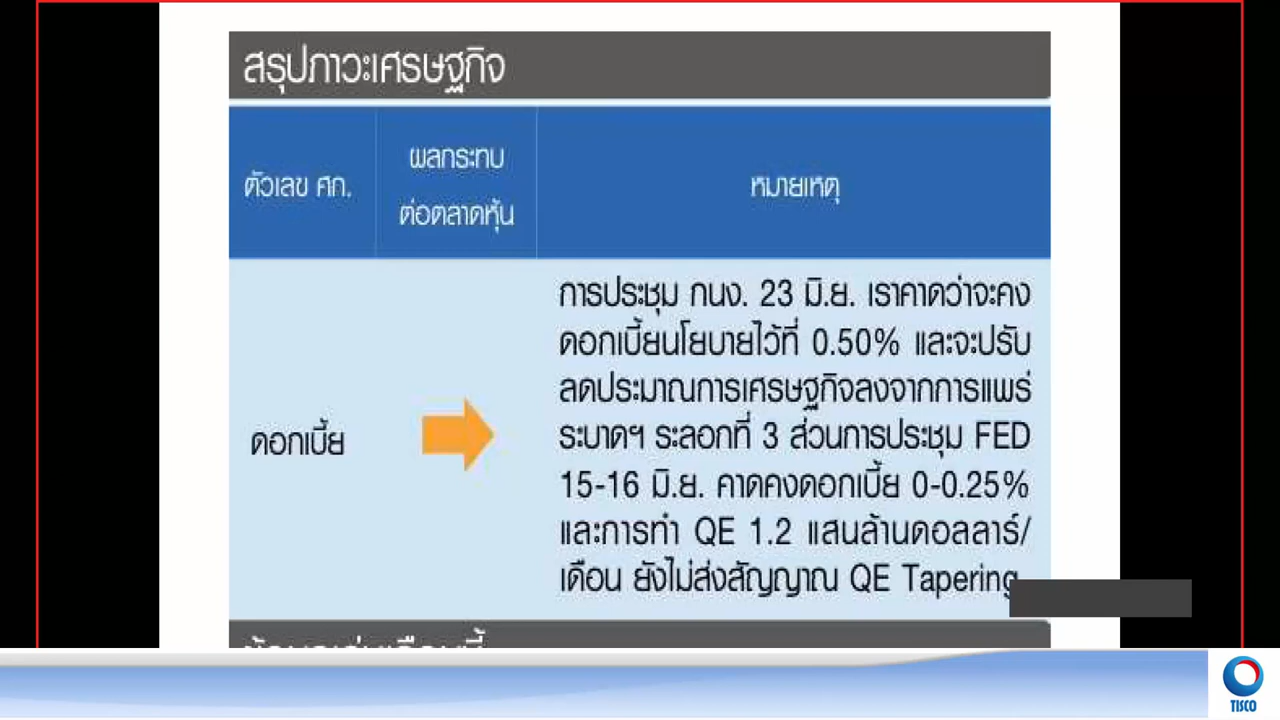 สรุปภาวะเศรษฐกิจ
ตัวเลข ศก.
ผลกระทบ
ต่อตลาดหุ้น
หมายเหตุ
ดอกเบี้ย
การประชุม กนง. 23 มิ.ย. เราคาดว่าจะคง
ดอกเบี้ยนโยบายไว้ที่ 0.50% และจะปรับ
ลดประมาณการเศรษฐกิจลงจากการแพร่
ระบาดฯ ระลอกที่ 3 ส่วนการประชุม FED
15-16 มิ.ย. คาดคงดอกเบี้ย 0-0.25%
และการทำ QE 1.2 แสนล้านดอลลาร์/
เดือน ยังไม่ส่งสัญญาณ QE Tapering
TISCO